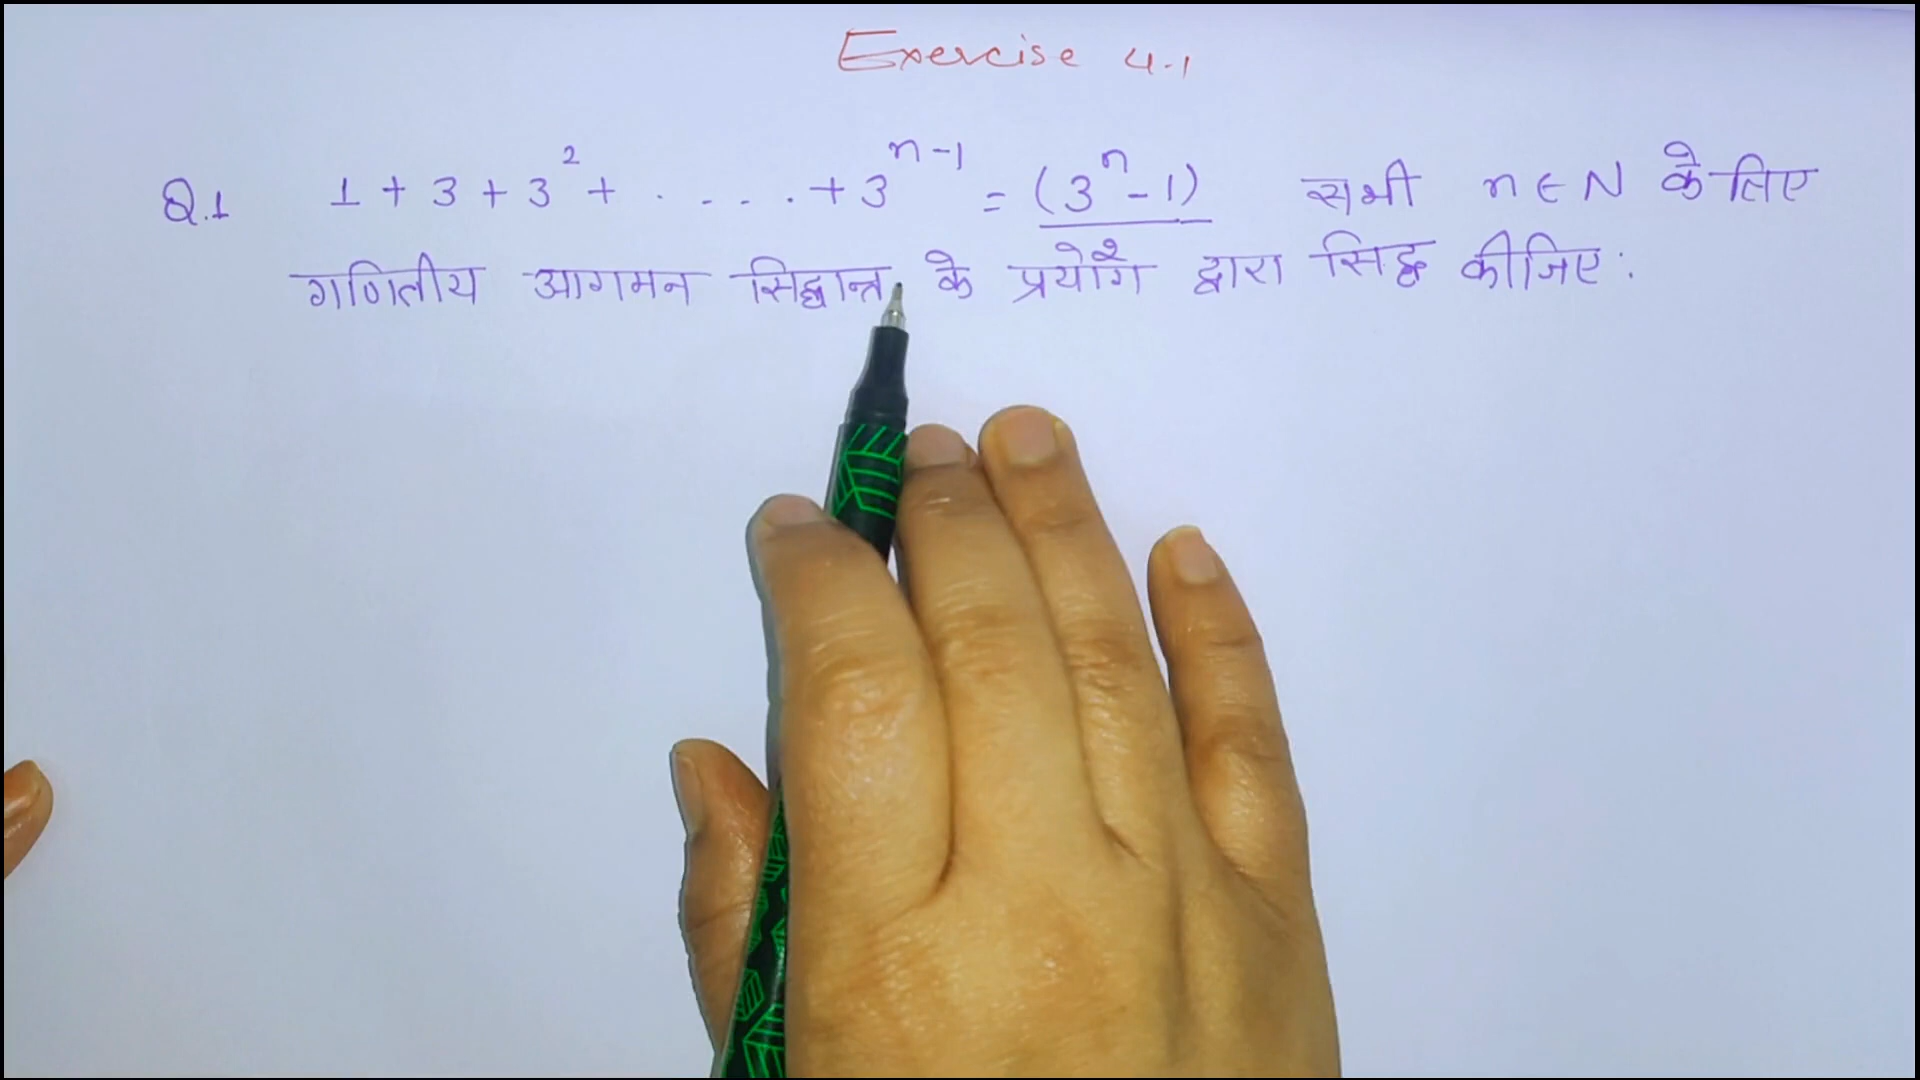 Exercise 4.1
Q.1 1 + 3 + 3² + . . . . . + 3ⁿ⁻¹ = (3ⁿ - 1) सभी n ∈ N के लिए
2
गणितीय आगमन सिद्धान्त के प्रयोग द्वारा सिद्ध कीजिए: